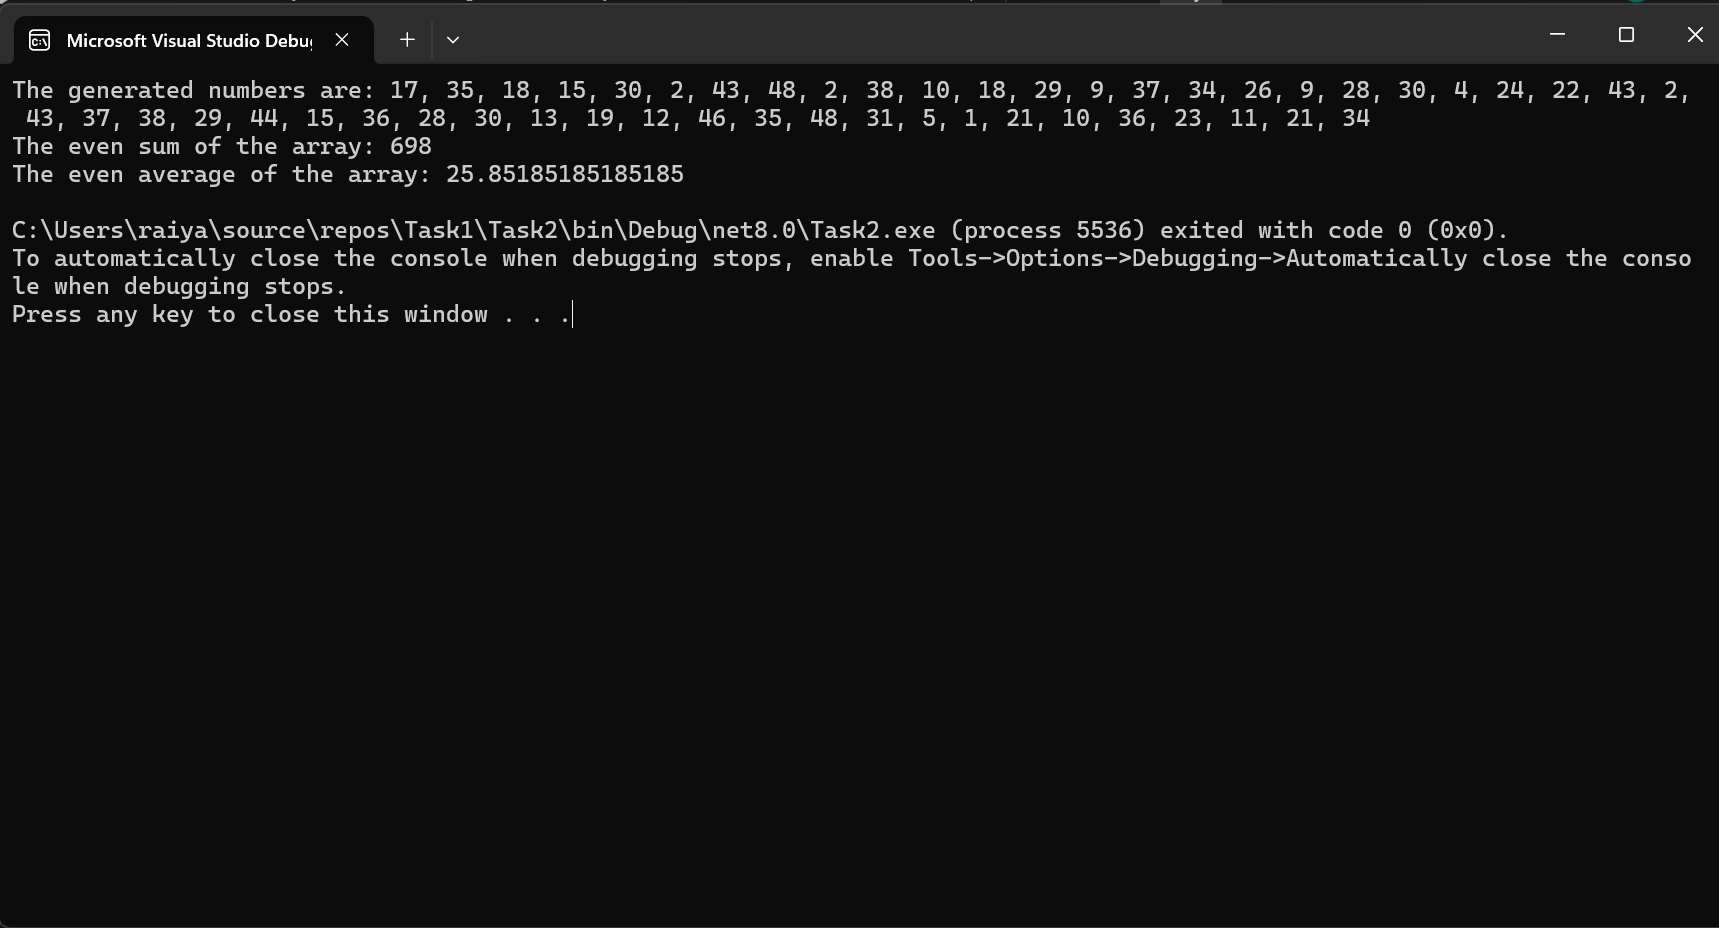 Microsoft Visual Studio Debu
The generated numbers are: 17, 35, 18, 15, 30, 2, 43, 48, 2, 38, 10, 18, 29, 9, 37, 34, 26, 9, 28, 30, 4, 24, 22, 43, 2,
43, 37, 38, 29, 44, 15, 36, 28, 30, 13, 19, 12, 46, 35, 48, 31, 5, 1, 21, 10, 36, 23, 11, 21, 34
The even sum of the array: 698
The even average of the array: 25.85185185185185
C:\Users\raiya\source\repos\Task1\Task2\bin\Debug\net8.0\Task2.exe (process 5536) exited with code 0 (0x0).
To automatically close the console when debugging stops, enable Tools->Options->Debugging->Automatically close the conso
le when debugging stops.
Press any key to close this window . . .